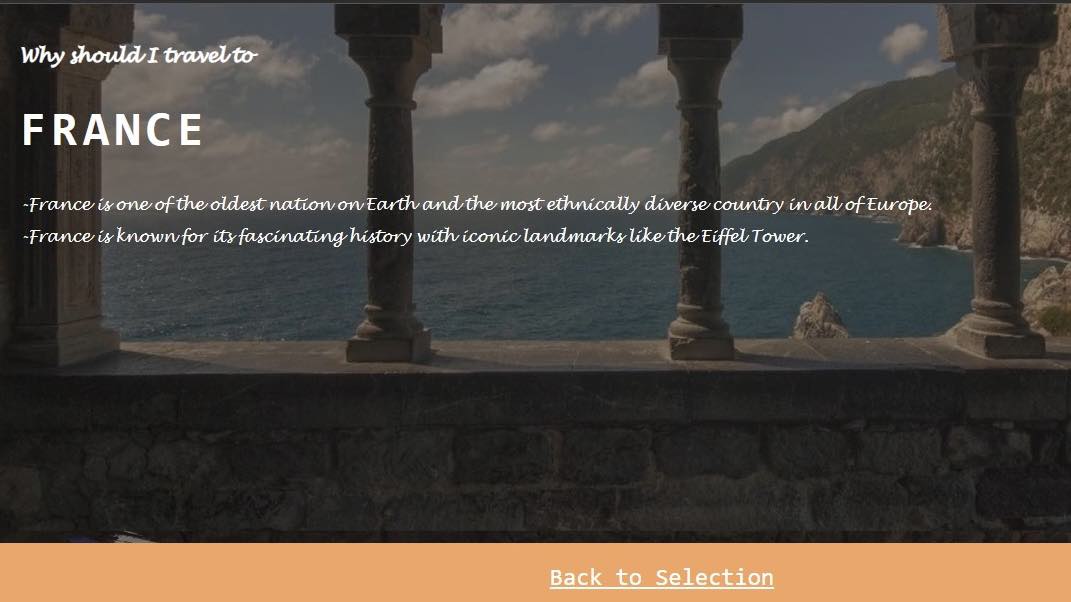 Why should I travel to
FRANCE
~France is one of the oldest nation on Earth and the most ethnically diverse country in all of Europe.
~France is known for its fascinating history with iconic landmarks like the Eiffel Tower.
Back to Selection